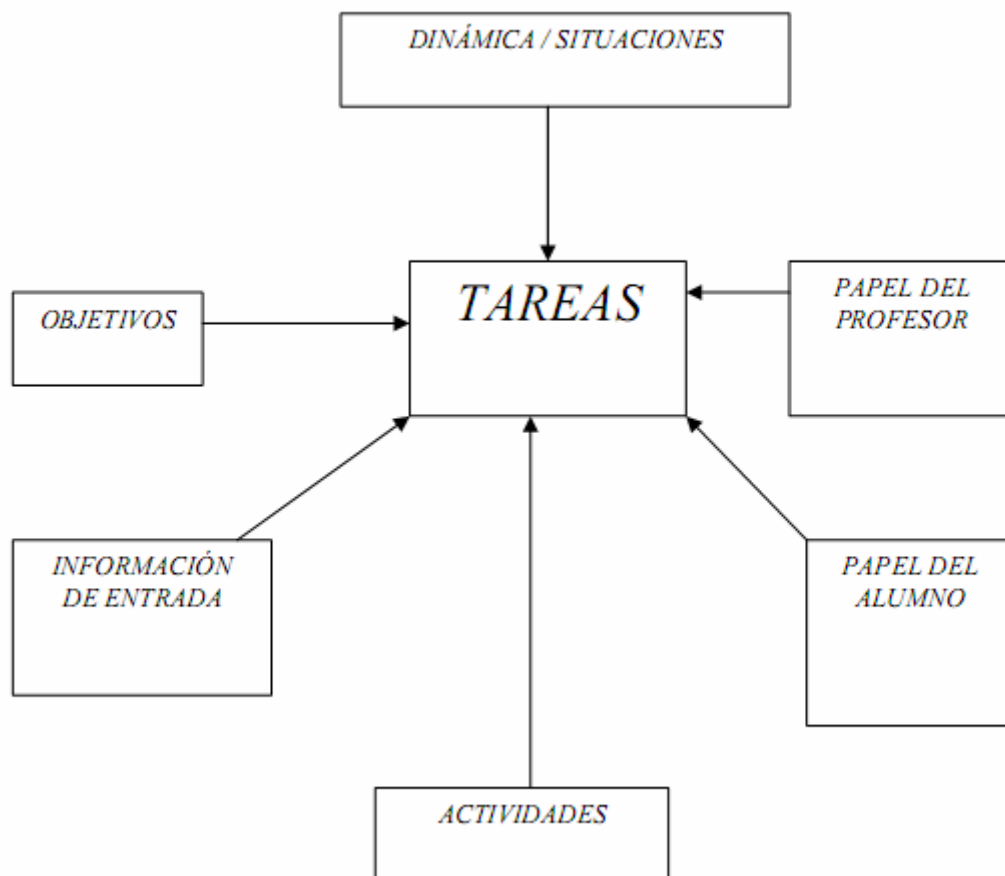 DINÁMICA / SITUACIONES
TAREAS
OBJETIVOS
PAPEL DEL
PROFESOR
INFORMACIÓN
DE ENTRADA
PAPEL DEL
ALUMNO
ACTIVIDADES